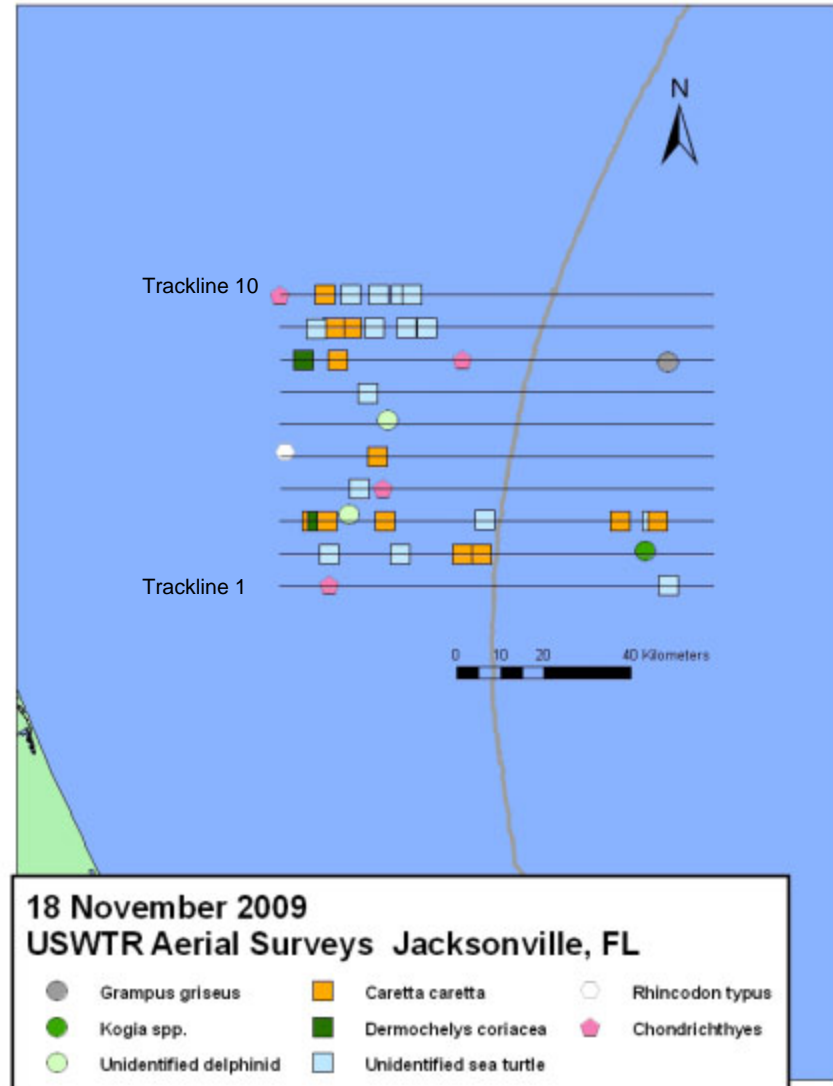 N
Trackline 10
Trackline 1
0 10 20 40 Kilometers
18 November 2009
USWTR Aerial Surveys Jacksonville, FL
Grampus griseus Caretta caretta Rhincodon typus
Kogia spp. Dermochelys coriacea Chondrichthyes
Unidentified delphinid Unidentified sea turtle